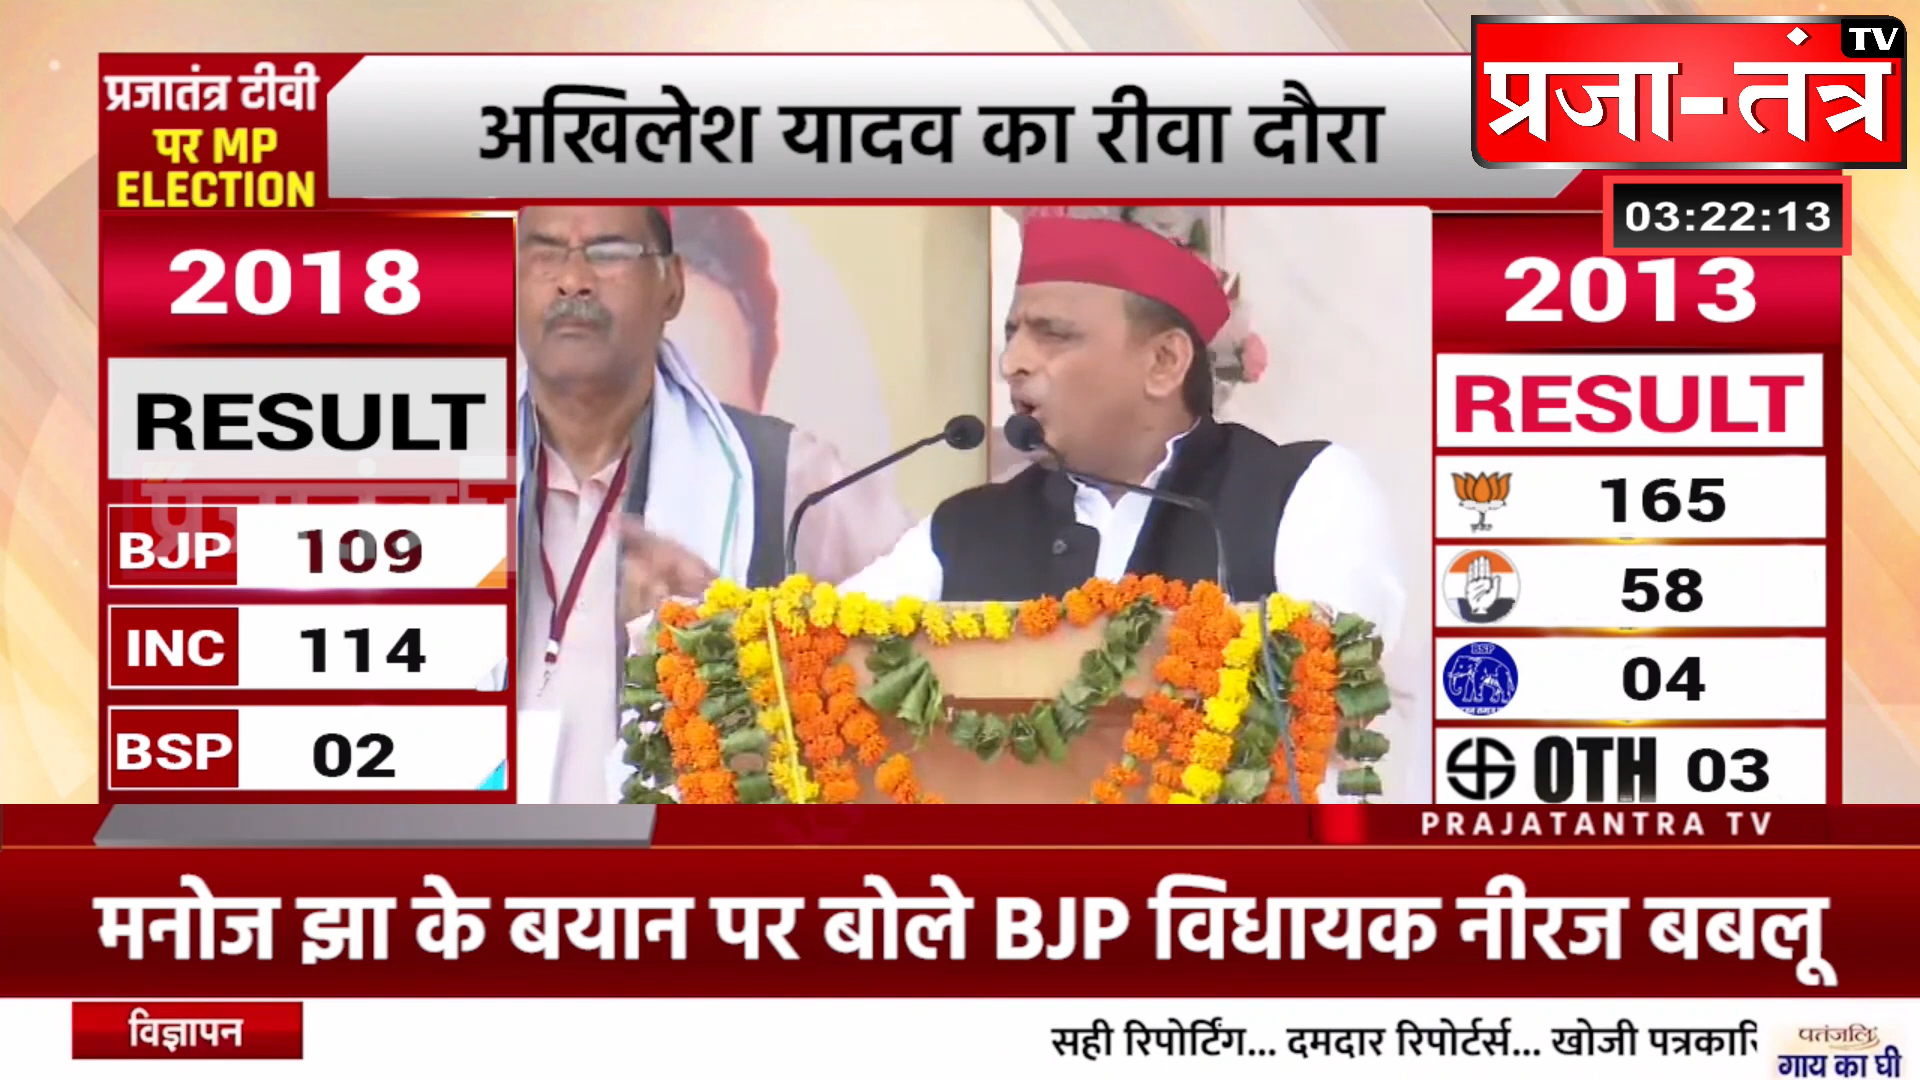 प्रजातंत्र टीवी
पर MP
ELECTION
अखिलेश यादव का रीवा दौरा
TV
प्रजा-तंत्र
03:22:13
2018
RESULT
BJP 109
INC 114
BSP 02
2013
RESULT
165
58
BSP
04
OTH 03
PRAJATANTRA TV
मनोज झा के बयान पर बोले BJP विधायक नीरज बबलू
विज्ञापन
सही रिपोर्टिंग... दमदार रिपोर्टर्स... खोजी पत्रकारि
पतंजलि
गाय का घी